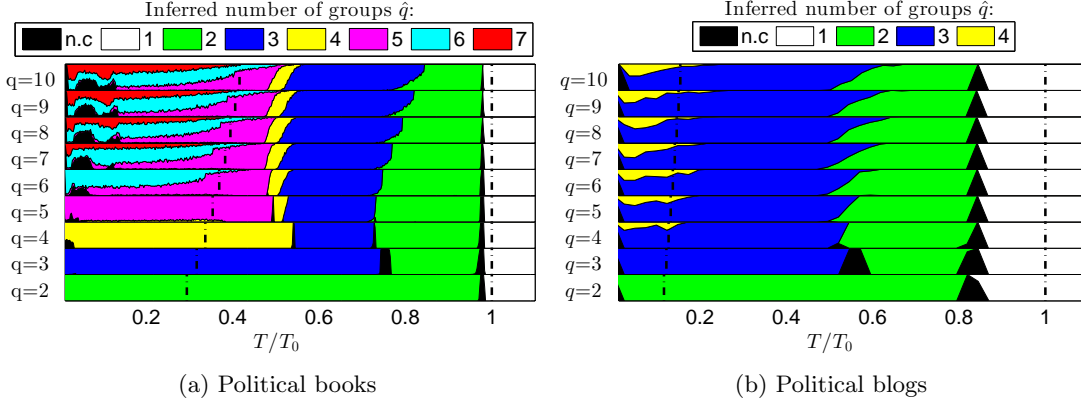 Inferred number of groups q̂:
n.c 1 2 3 4 5 6 7
q=10
q=9
q=8
q=7
q=6
q=5
q=4
q=3
q=2
0.2 0.4 0.6 0.8 1
T/T₀
(a) Political books
Inferred number of groups q̂:
n.c 1 2 3 4
q=10
q=9
q=8
q=7
q=6
q=5
q=4
q=3
q=2
0.2 0.4 0.6 0.8 1
T/T₀
(b) Political blogs